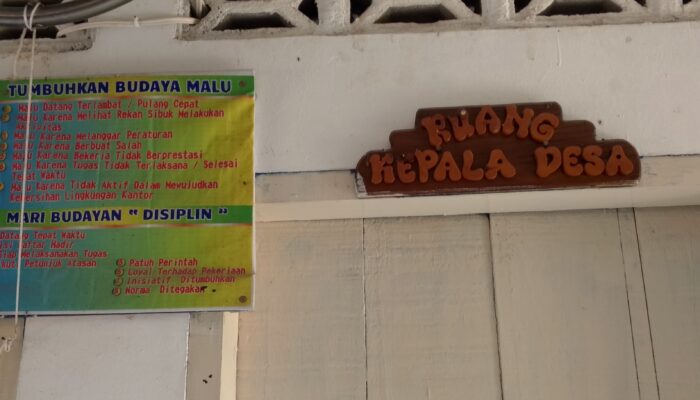 TUMBUHKAN BUDAYA MALU
Malu Datang Terlambat / Pulang Cepat
Malu Karena Melihat Rekan Sibuk Melakukan
Aktivitas
Malu Karena Melanggar Peraturan
Malu Karena Berbuat Salah
Malu Karena Bekerja Tidak Berprestasi
Malu Karena Tugas Tidak Terlaksana / Selesai
Tepat Waktu
Malu Karena Tidak Aktif Dalam Mewujudkan
Kebersihan Lingkungan Kantor
MARI BUDAYAN " DISIPLIN "
Datang Tepat Waktu
Daftar Hadir
Melaksanakan Tugas
Petunjuk Atasan
Patuh Perintah
Loyal Terhadap Pekerjaan
Inisiatif Ditumbuhkan
Norma Ditegakan
RUANG
KEPALA DESA